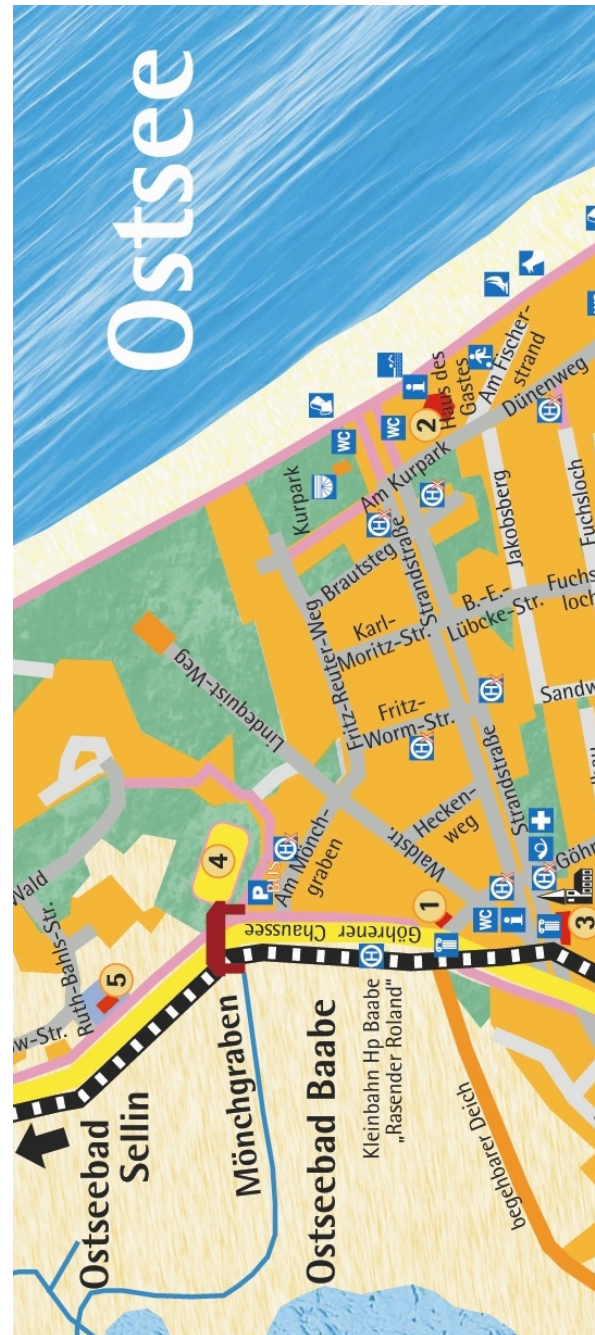 Ostsee
Kurpark
WC
WC
i
2
Haus des
Gastes
Am Fischer-
strand
Dünenweg
Am Kurpark
H
H
H
Brautsteg
Strandstraße
Jakobsberg
Fuchsloch
Karl-
Moritz-Str.
B.-E.-
Lübcke-Str.
Fuchs
loch
Lindequist-Weg
Fritz-Reuter-Weg
Fritz-
Worm-Str.
H
H
Strandstraße
Sandw
Wald
Ruth-Bahls-Str.
w-Str.
4
5
P
BUS
H
Am Mönch-
graben
Waldstr.
Hecken-
weg
H
H
Göhr
WC
i
1
3
Göhrener
Chaussee
H
Ostseebad
Sellin
Mönchgraben
Ostseebad Baabe
Kleinbahn Hp Baabe
„Rasender Roland“
begehbarer Deich